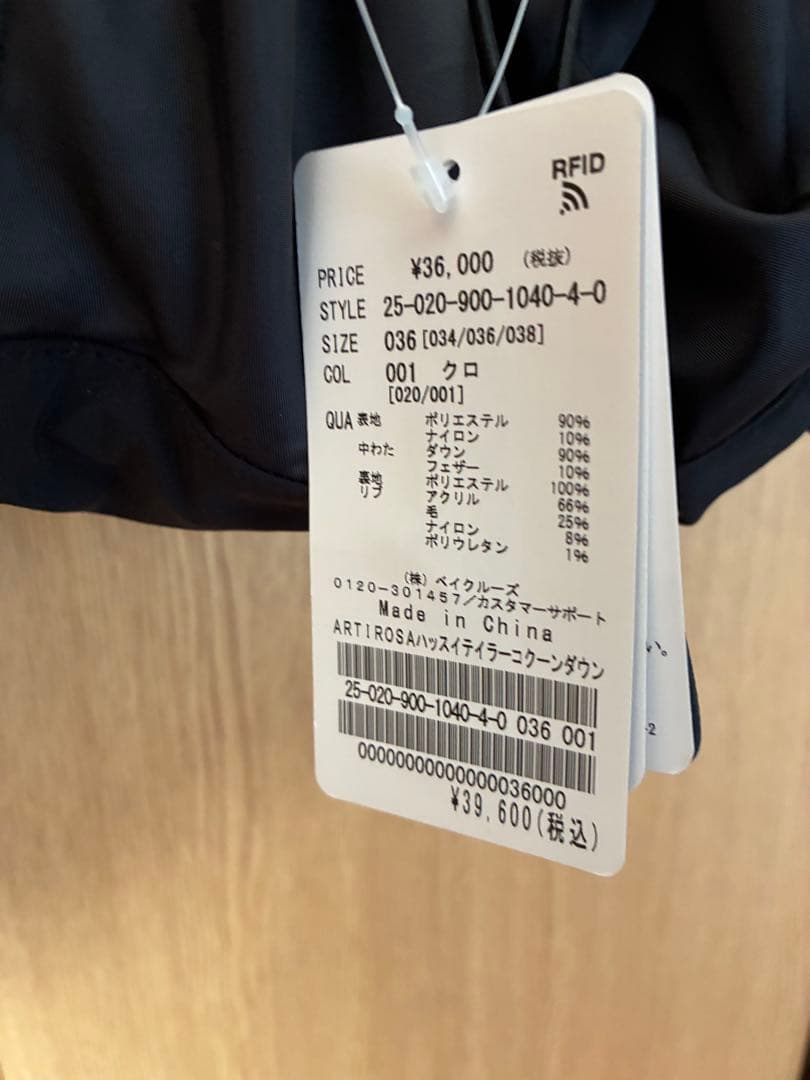 RFID
PRICE ¥36,000 (税抜)
STYLE 25-020-900-1040-4-0
SIZE 036[034/036/038]
COL 001 クロ
[020/001]
QUA 表地 ポリエステル 90%
ナイロン 10%
中わた ダウン 90%
フェザー 10%
裏地 ポリエステル 100%
リブ アクリル 66%
毛 25%
ナイロン 8%
ポリウレタン 1%
(株)ベイクルーズ
0120-301457/カスタマーサポート
Made in China
ARTIROSAハッスイテイラーコクーンダウン
25-020-900-1040-4-0 036 001
0000000000000000036000
¥39,600(税込)
い。
-2